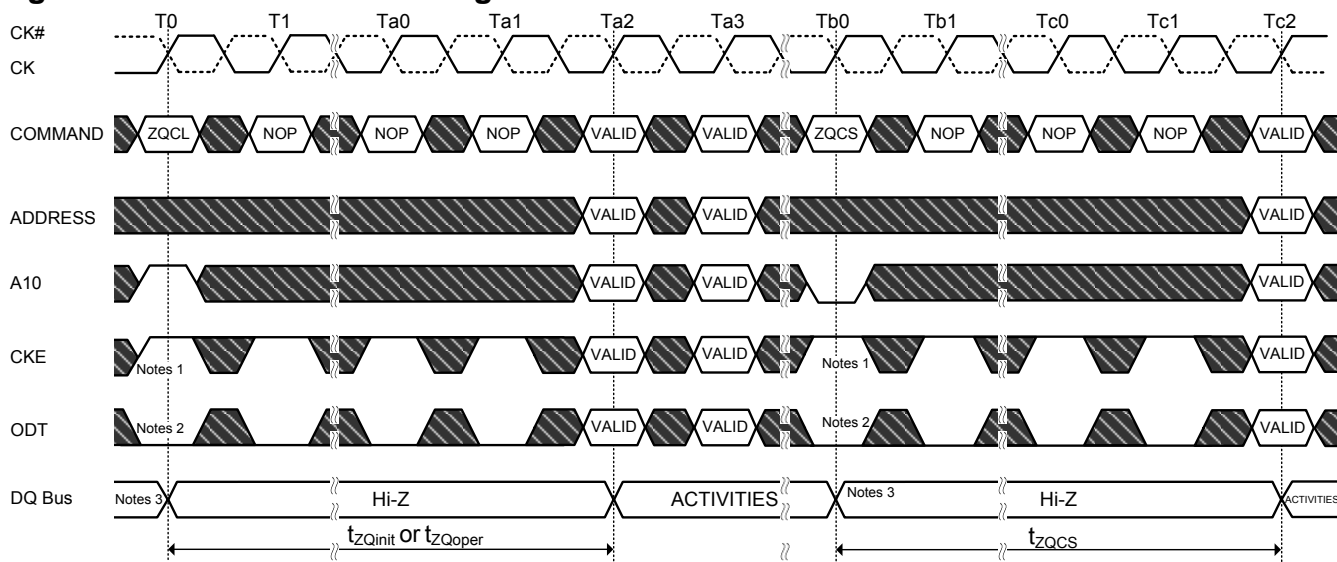 T0 T1 Ta0 Ta1 Ta2 Ta3 Tb0 Tb1 Tc0 Tc1 Tc2
CK#
CK
COMMAND ZQCL NOP NOP NOP VALID VALID ZQCS NOP NOP NOP VALID
ADDRESS VALID VALID VALID
A10 VALID VALID VALID
CKE Notes 1 VALID VALID Notes 1 VALID
ODT Notes 2 VALID VALID Notes 2 VALID
DQ Bus Notes 3 Hi-Z ACTIVITIES Notes 3 Hi-Z ACTIVITIES
tZQinit or tZQoper tZQCS